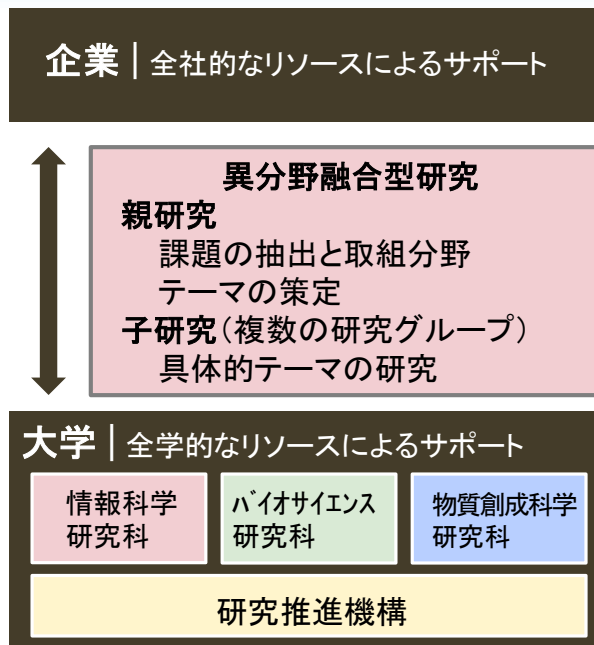 企業｜全社的なリソースによるサポート
異分野融合型研究
親研究
課題の抽出と取組分野
テーマの策定
子研究（複数の研究グループ）
具体的テーマの研究
大学｜全学的なリソースによるサポート
情報科学
研究科
ﾊﾞｲｵｻｲｴﾝｽ
研究科
物質創成科学
研究科
研究推進機構